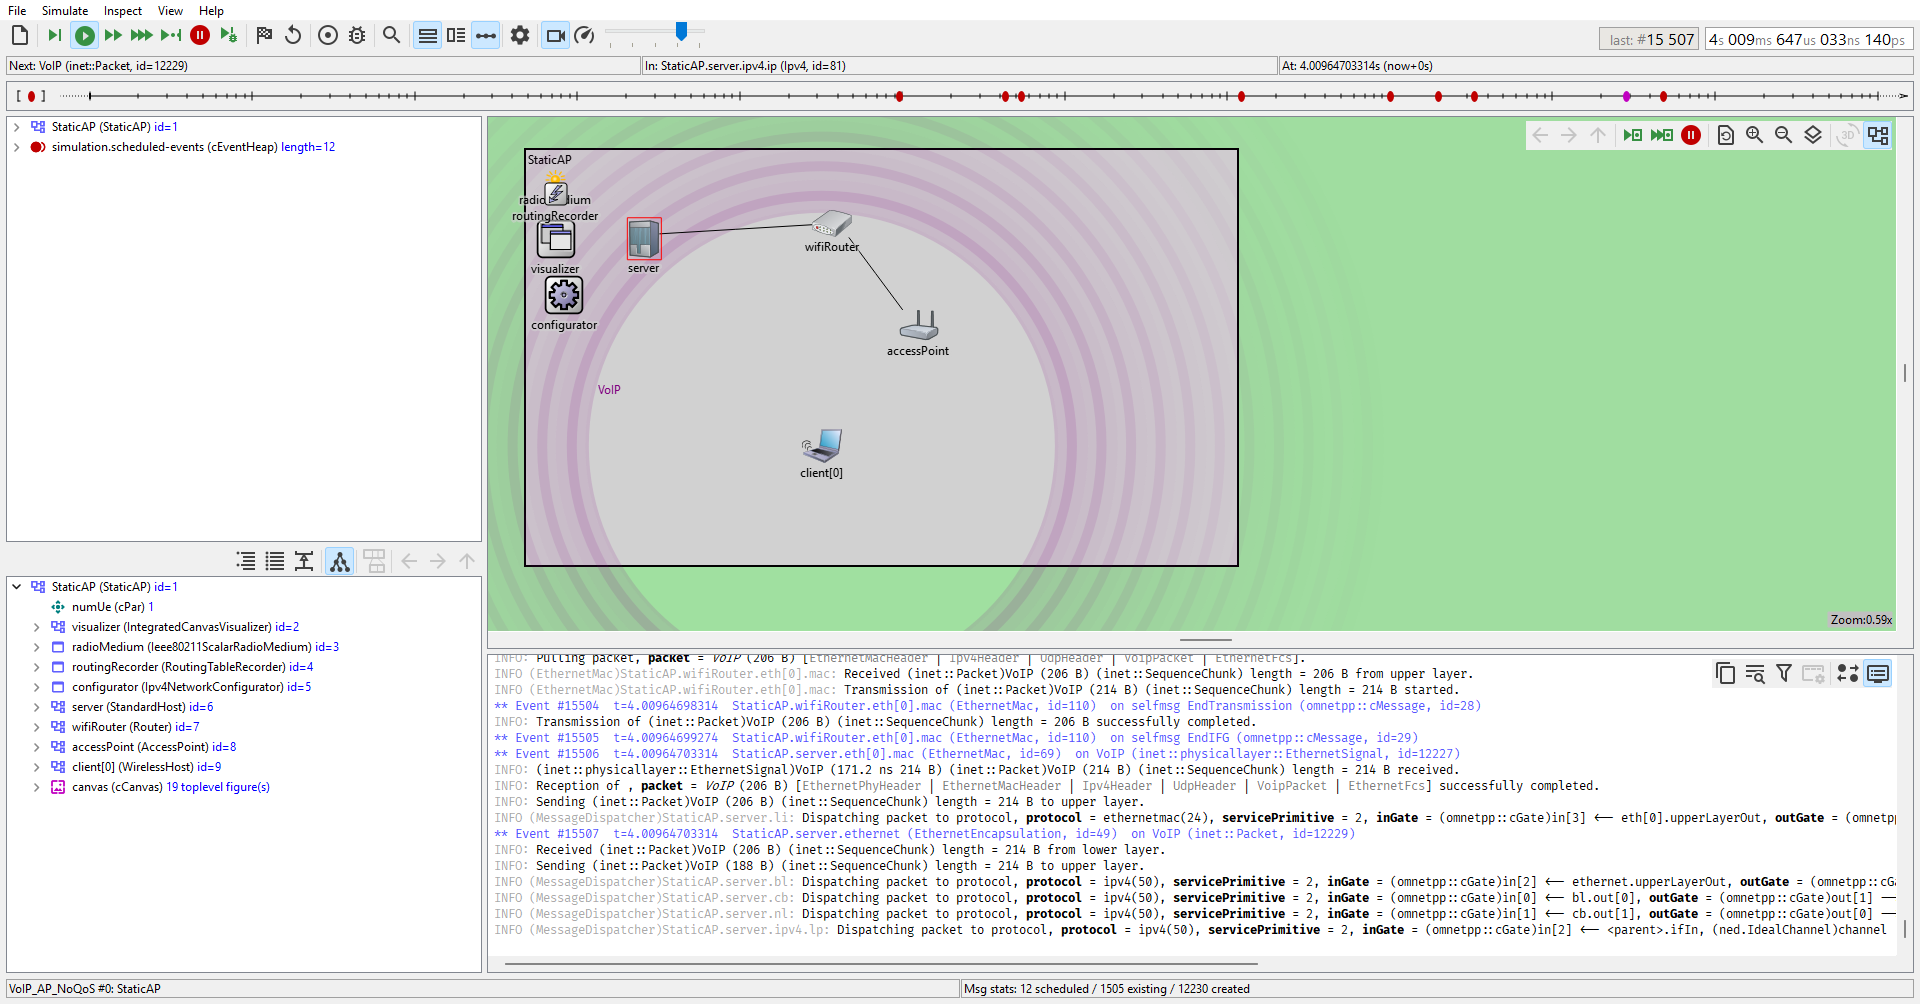 File Simulate Inspect View Help
last: #15 507 4s 009ms 647us 033ns 140ps
Next: VoIP (inet::Packet, id=12229) In: StaticAP.server.ipv4.ip (Ipv4, id=81) At: 4.00964703314s (now+0s)
StaticAP (StaticAP) id=1
simulation.scheduled-events (cEventHeap) length=12
3D
StaticAP
routingRecorder
server
wifiRouter
visualizer
configurator
accessPoint
VoIP
client[0]
Zoom:0.59x
StaticAP (StaticAP) id=1
numUe (cPar) 1
visualizer (IntegratedCanvasVisualizer) id=2
radioMedium (Ieee80211ScalarRadioMedium) id=3
routingRecorder (RoutingTableRecorder) id=4
configurator (Ipv4NetworkConfigurator) id=5
server (StandardHost) id=6
wifiRouter (Router) id=7
accessPoint (AccessPoint) id=8
client[0] (WirelessHost) id=9
canvas (cCanvas) 19 toplevel figure(s)
INFO: Pulling packet, packet = VoIP (206 B) [EthernetMacHeader | Ipv4Header | UdpHeader | VoipPacket | EthernetFcs].
INFO (EthernetMac)StaticAP.wifiRouter.eth[0].mac: Received (inet::Packet)VoIP (206 B) (inet::SequenceChunk) length = 206 B from upper layer.
INFO (EthernetMac)StaticAP.wifiRouter.eth[0].mac: Transmission of (inet::Packet)VoIP (214 B) (inet::SequenceChunk) length = 214 B started.
** Event #15504 t=4.00964698314 StaticAP.wifiRouter.eth[0].mac (EthernetMac, id=110) on selfmsg EndTransmission (omnetpp::cMessage, id=28)
INFO: Transmission of (inet::Packet)VoIP (206 B) (inet::SequenceChunk) length = 206 B successfully completed.
** Event #15505 t=4.00964699274 StaticAP.wifiRouter.eth[0].mac (EthernetMac, id=110) on selfmsg EndIFG (omnetpp::cMessage, id=29)
** Event #15506 t=4.00964703314 StaticAP.server.eth[0].mac (EthernetMac, id=69) on VoIP (inet::physicallayer::EthernetSignal, id=12227)
INFO: (inet::physicallayer::EthernetSignal)VoIP (171.2 ns 214 B) (inet::Packet)VoIP (214 B) (inet::SequenceChunk) length = 214 B received.
INFO: Reception of , packet = VoIP (206 B) [EthernetPhyHeader | EthernetMacHeader | Ipv4Header | UdpHeader | VoipPacket | EthernetFcs] successfully completed.
INFO: Sending (inet::Packet)VoIP (206 B) (inet::SequenceChunk) length = 214 B to upper layer.
INFO (MessageDispatcher)StaticAP.server.li: Dispatching packet to protocol, protocol = ethernetmac(24), servicePrimitive = 2, inGate = (omnetpp::cGate)in[3] <-- eth[0].upperLayerOut, outGate = (omnetpp
** Event #15507 t=4.00964703314 StaticAP.server.ethernet (EthernetEncapsulation, id=49) on VoIP (inet::Packet, id=12229)
INFO: Received (inet::Packet)VoIP (206 B) (inet::SequenceChunk) length = 214 B from lower layer.
INFO: Sending (inet::Packet)VoIP (188 B) (inet::SequenceChunk) length = 214 B to upper layer.
INFO (MessageDispatcher)StaticAP.server.bl: Dispatching packet to protocol, protocol = ipv4(50), servicePrimitive = 2, inGate = (omnetpp::cGate)in[2] <-- ethernet.upperLayerOut, outGate = (omnetpp::cGa
INFO (MessageDispatcher)StaticAP.server.cb: Dispatching packet to protocol, protocol = ipv4(50), servicePrimitive = 2, inGate = (omnetpp::cGate)in[0] <-- bl.out[0], outGate = (omnetpp::cGate)out[1] --
INFO (MessageDispatcher)StaticAP.server.nl: Dispatching packet to protocol, protocol = ipv4(50), servicePrimitive = 2, inGate = (omnetpp::cGate)in[1] <-- cb.out[1], outGate = (omnetpp::cGate)out[0] --
INFO (MessageDispatcher)StaticAP.server.ipv4.lp: Dispatching packet to protocol, protocol = ipv4(50), servicePrimitive = 2, inGate = (omnetpp::cGate)in[2] <-- <parent>.ifIn, (ned.IdealChannel)channel
VoIP_AP_NoQoS #0: StaticAP Msg stats: 12 scheduled / 1505 existing / 12230 created